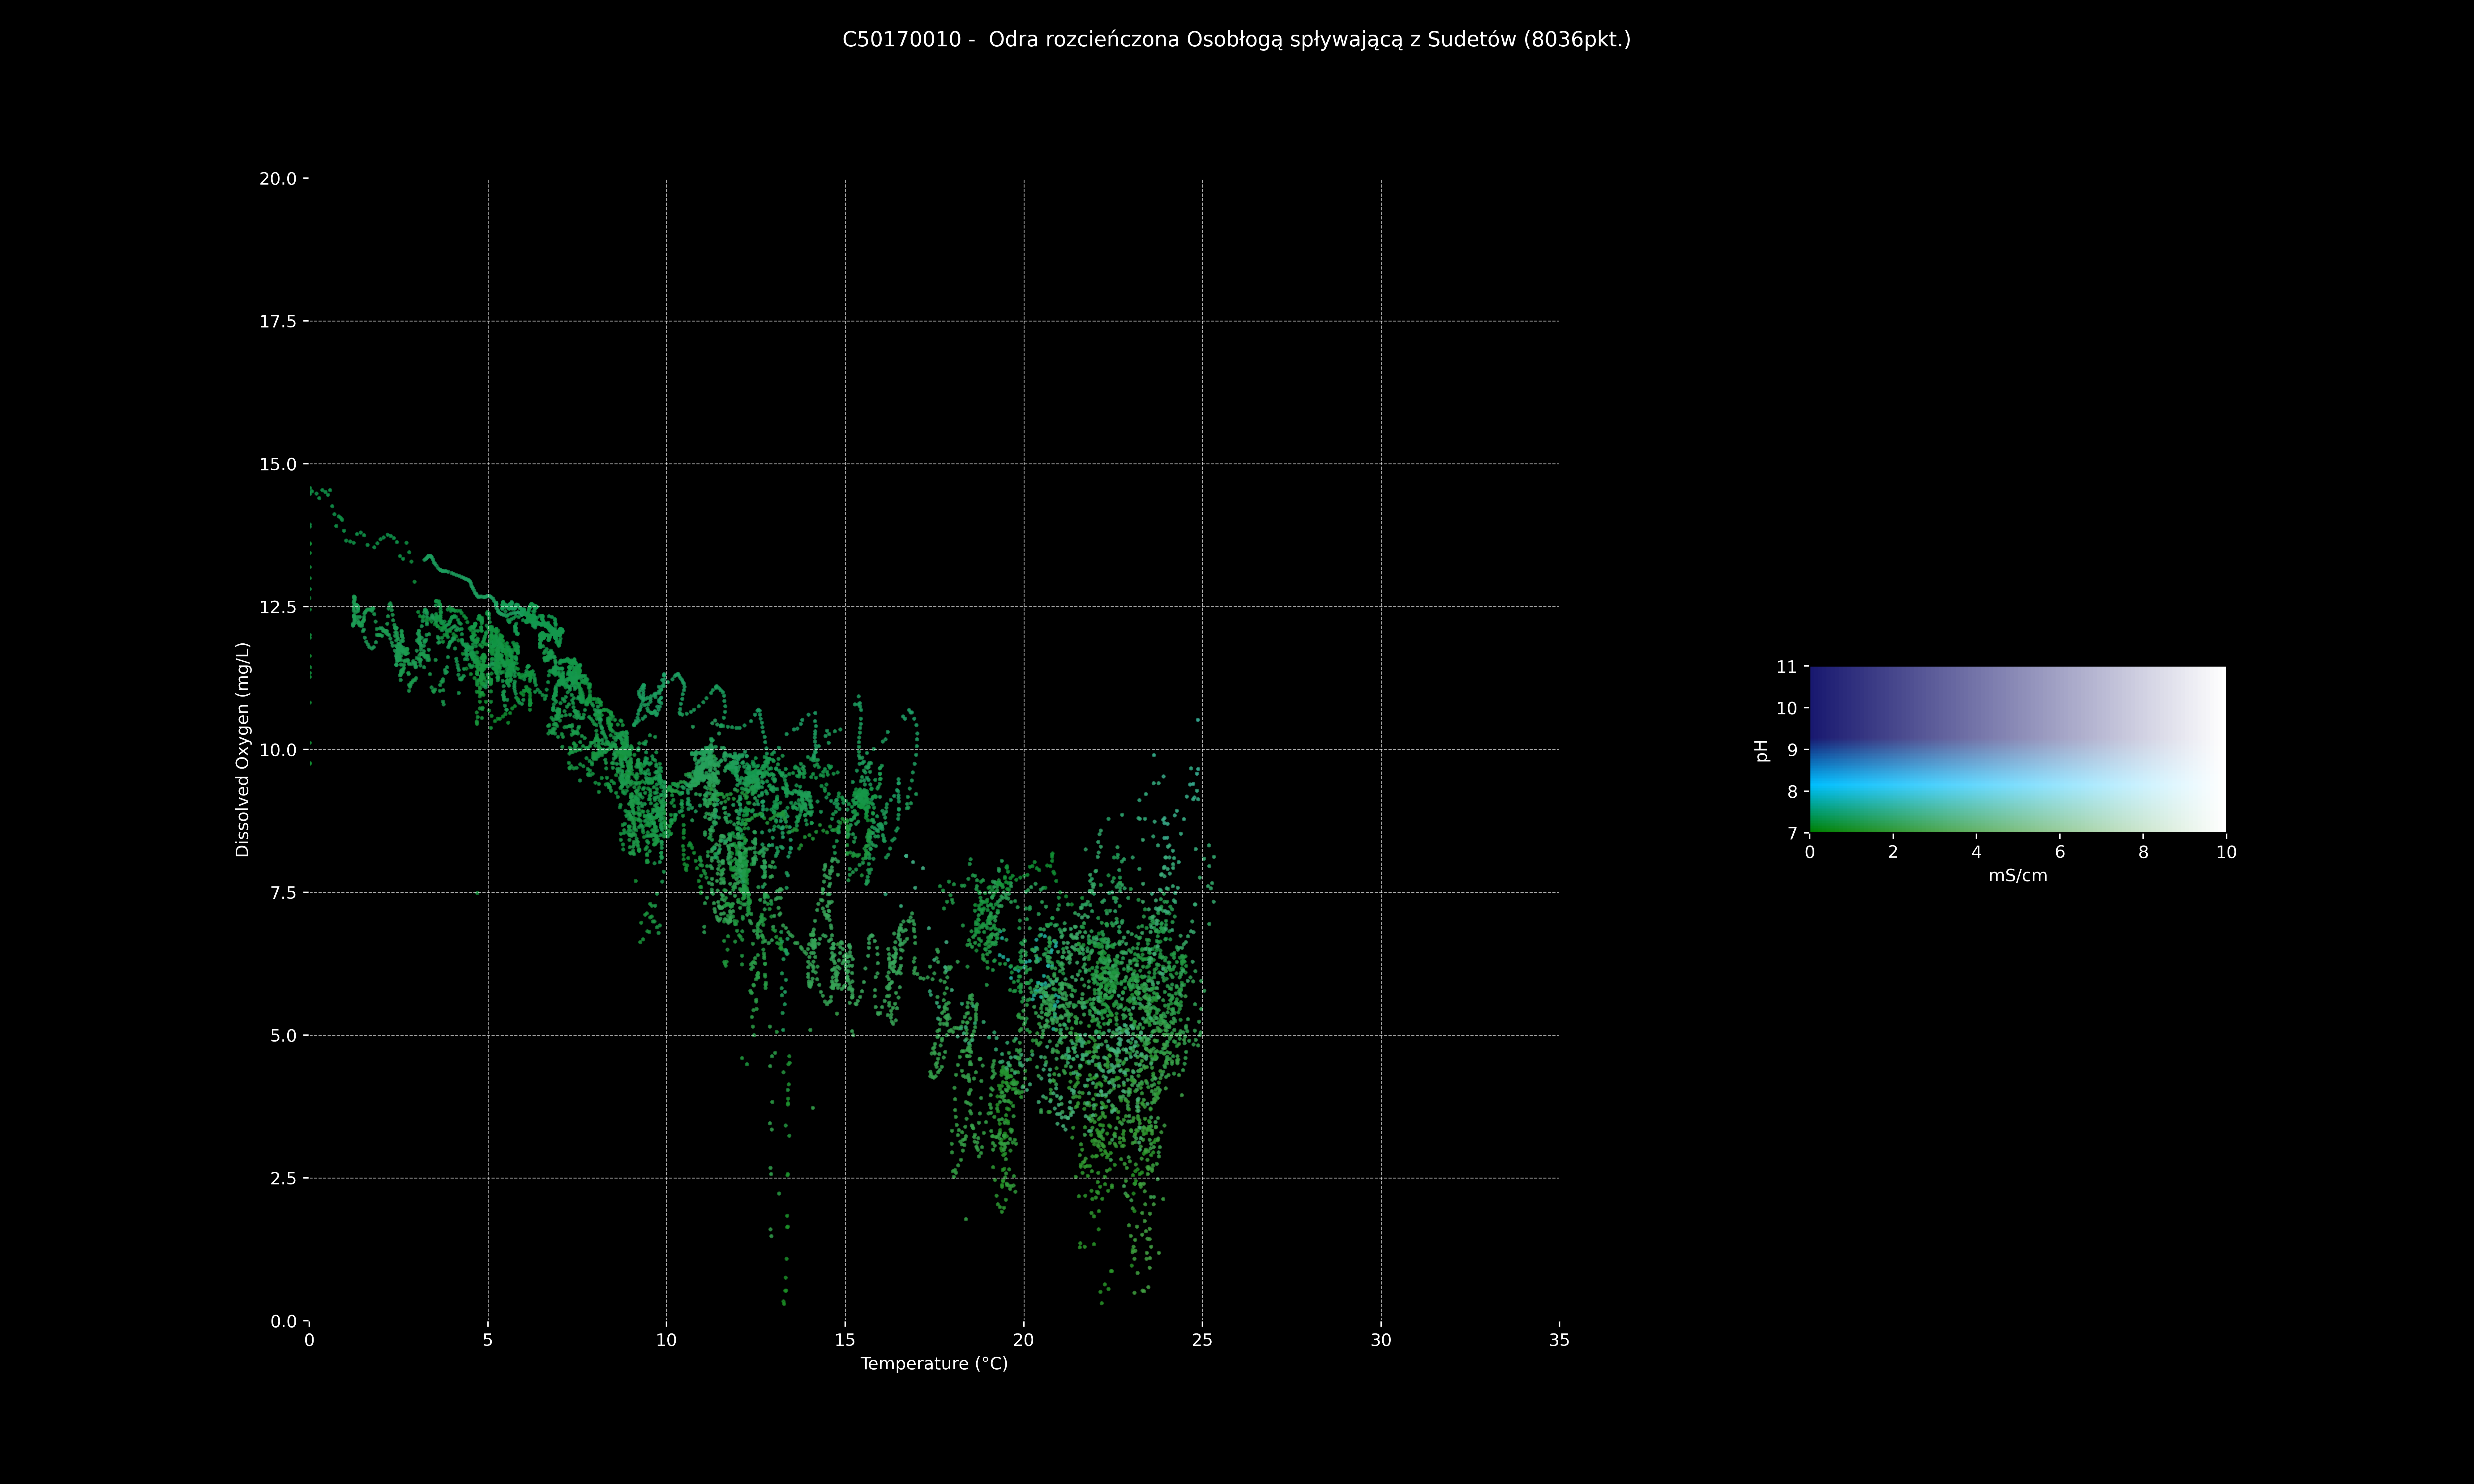 C50170010 -  Odra rozcieńczona Osobłogą spływającą z Sudetów (8036pkt.)
20.0
17.5
15.0
12.5
10.0
7.5
5.0
2.5
0.0
Dissolved Oxygen (mg/L)
0 5 10 15 20 25 30 35
Temperature (°C)
11
10
9
8
7
pH
0 2 4 6 8 10
mS/cm